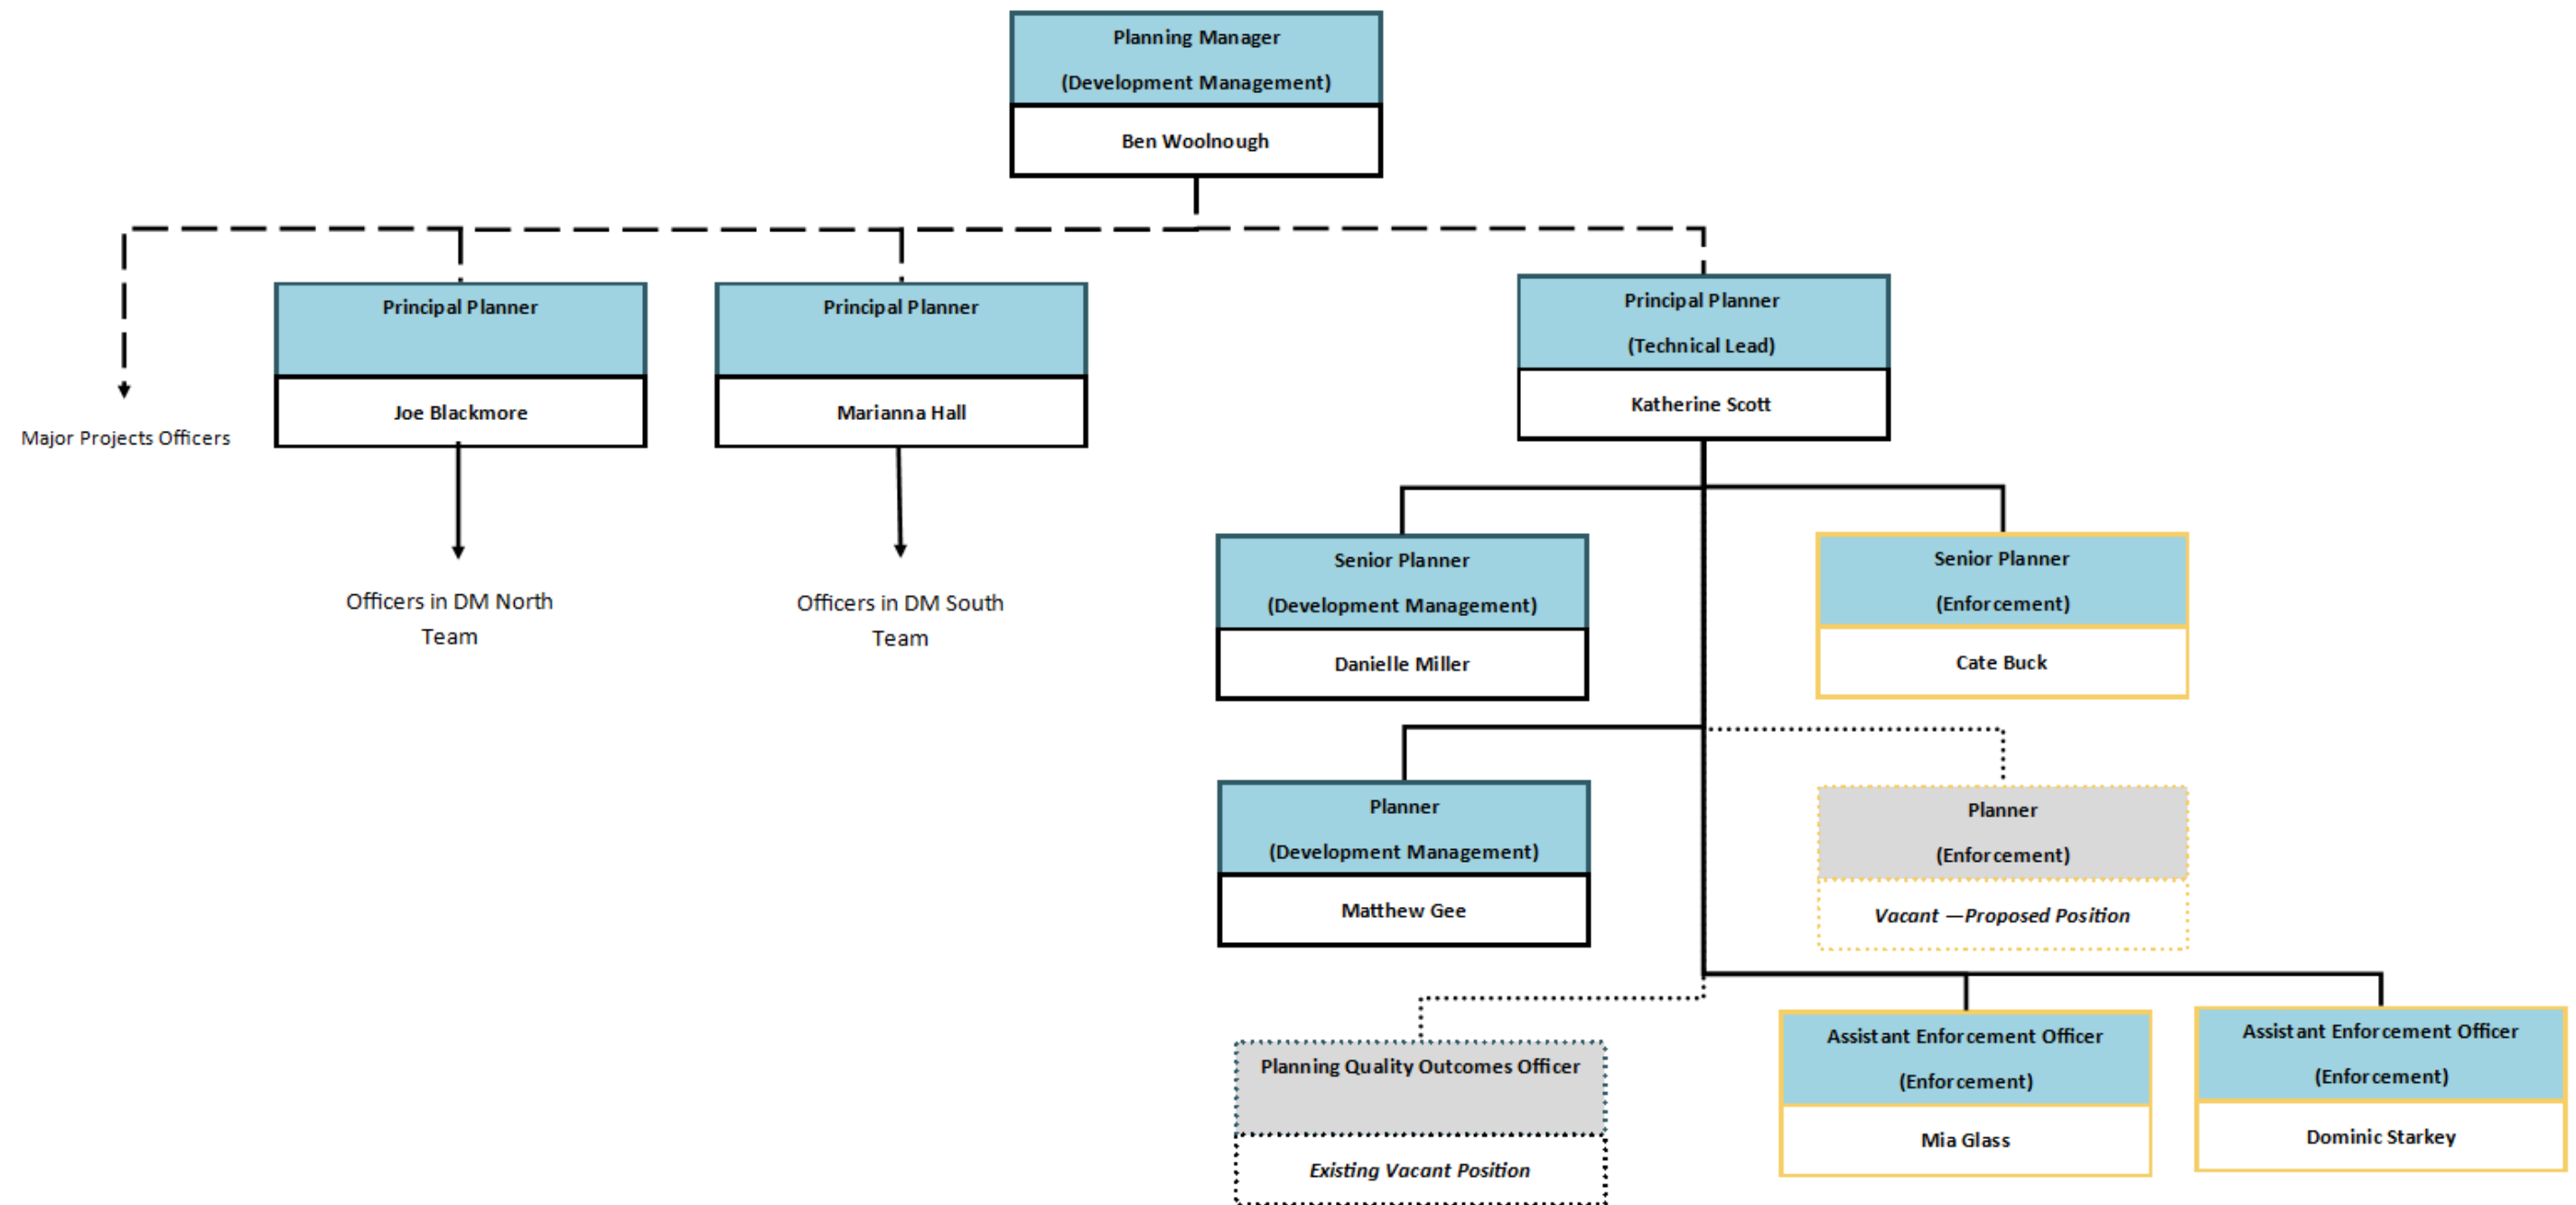 Planning Manager
(Development Management)
Ben Woolnough
Principal Planner
Joe Blackmore
Principal Planner
Marianna Hall
Principal Planner
(Technical Lead)
Katherine Scott
Major Projects Officers
Officers in DM North
Team
Officers in DM South
Team
Senior Planner
(Development Management)
Danielle Miller
Senior Planner
(Enforcement)
Cate Buck
Planner
(Development Management)
Matthew Gee
Planner
(Enforcement)
Vacant —Proposed Position
Planning Quality Outcomes Officer
Existing Vacant Position
Assistant Enforcement Officer
(Enforcement)
Mia Glass
Assistant Enforcement Officer
(Enforcement)
Dominic Starkey